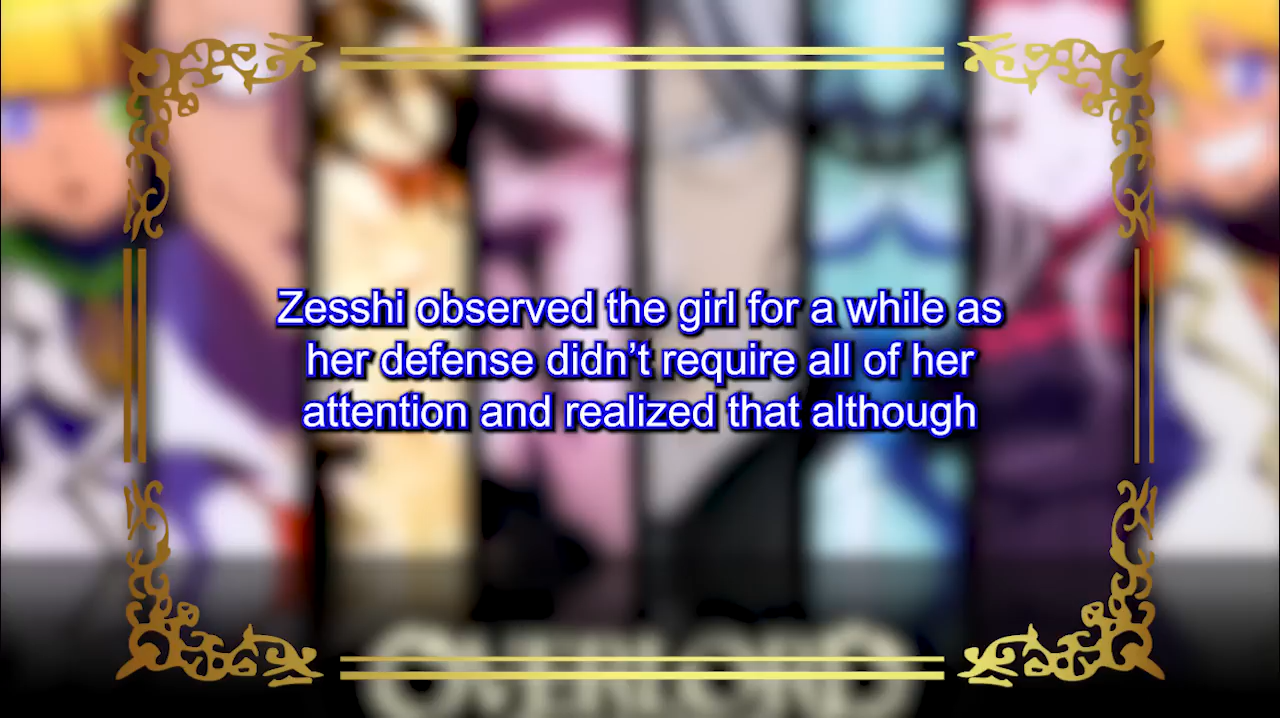 Zesshi observed the girl for a while as
her defense didn’t require all of her
attention and realized that although
OVERLORD